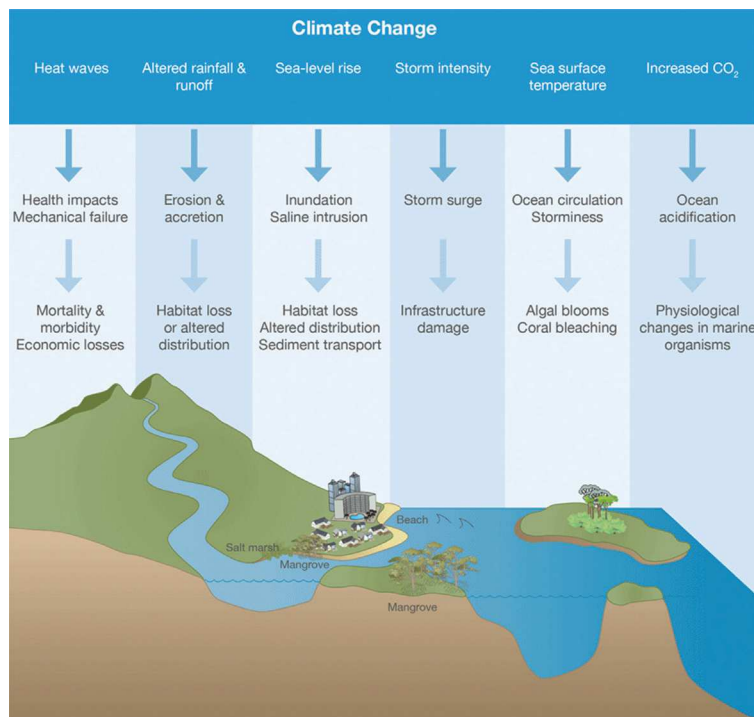 Climate Change
Heat waves
Altered rainfall &
runoff
Sea-level rise
Storm intensity
Sea surface
temperature
Increased CO₂
Health impacts
Mechanical failure
Erosion &
accretion
Inundation
Saline intrusion
Storm surge
Ocean circulation
Storminess
Ocean
acidification
Mortality &
morbidity
Economic losses
Habitat loss
or altered
distribution
Habitat loss
Altered distribution
Sediment transport
Infrastructure
damage
Algal blooms
Coral bleaching
Physiological
changes in marine
organisms
Beach
Salt marsh
Mangrove
Mangrove